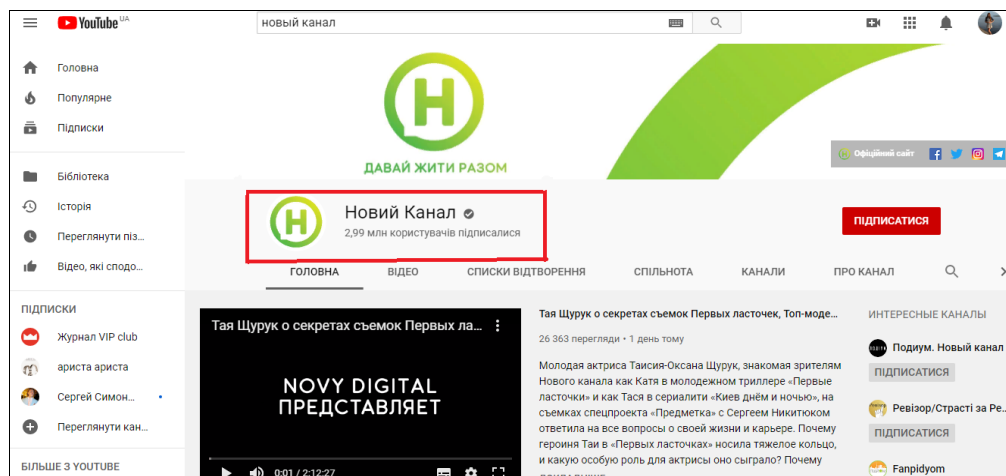 YouTube UA
новый канал
Головна
Популярне
Підписки
Бібліотека
Історія
Переглянути піз...
Відео, які сподо...
ПІДПИСКИ
Журнал VIP club
ариста ариста
Сергей Симон...
Переглянути кан...
БІЛЬШЕ З YOUTUBE
Н
ДАВАЙ ЖИТИ РАЗОМ
Офіційний сайт
Н
Новий Канал
2,99 млн користувачів підписалися
ПІДПИСАТИСЯ
ГОЛОВНА ВІДЕО СПИСКИ ВІДТВОРЕННЯ СПІЛЬНОТА КАНАЛИ ПРО КАНАЛ
Тая Щурук о секретах съемок Первых ла...
NOVY DIGITAL
ПРЕДСТАВЛЯЕТ
0:01 / 2:12:27
Тая Щурук о секретах съемок Первых ласточек, Топ-моде...
26 363 перегляди • 1 день тому
Молодая актриса Таисия-Оксана Щурук, знакомая зрителям
Нового канала как Катя в молодежном триллере «Первые
ласточки» и как Тася в сериалити «Киев днём и ночью», на
съемках спецпроекта «Предметка» с Сергеем Никитюком
ответила на все вопросы о своей жизни и карьере. Почему
героиня Таи в «Первых ласточках» носила тяжелое кольцо,
и какую особую роль для актрисы оно сыграло? Почему
ИНТЕРЕСНЫЕ КАНАЛЫ
Подиум. Новый канал
ПІДПИСАТИСЯ
Ревізор/Страсті за Ре...
ПІДПИСАТИСЯ
Fanpidyom